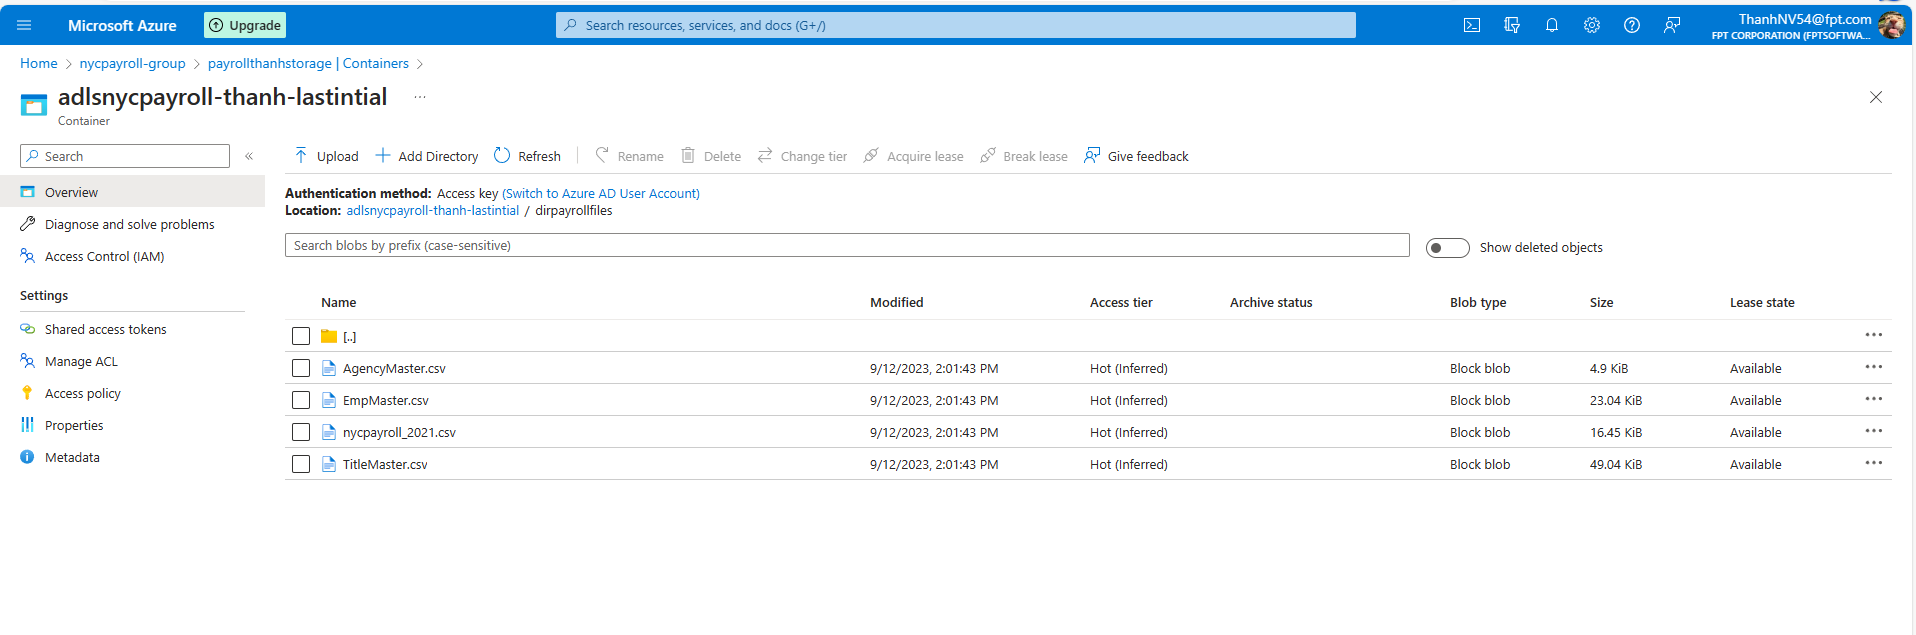 Microsoft Azure
Upgrade
Search resources, services, and docs (G+/)
ThanhNV54@fpt.com
FPT CORPORATION (FPTSOFTWA...
Home > nycpayroll-group > payrollthanhstorage | Containers >
adlsnycpayroll-thanh-lastintial ...
Container
Search «
Upload Add Directory Refresh Rename Delete Change tier Acquire lease Break lease Give feedback
Overview
Diagnose and solve problems
Access Control (IAM)
Settings
Shared access tokens
Manage ACL
Access policy
Properties
Metadata
Authentication method: Access key (Switch to Azure AD User Account)
Location: adlsnycpayroll-thanh-lastintial / dirpayrollfiles
Search blobs by prefix (case-sensitive)
Show deleted objects
Name Modified Access tier Archive status Blob type Size Lease state
[..]
AgencyMaster.csv 9/12/2023, 2:01:43 PM Hot (Inferred) Block blob 4.9 KiB Available
EmpMaster.csv 9/12/2023, 2:01:43 PM Hot (Inferred) Block blob 23.04 KiB Available
nycpayroll_2021.csv 9/12/2023, 2:01:43 PM Hot (Inferred) Block blob 16.45 KiB Available
TitleMaster.csv 9/12/2023, 2:01:43 PM Hot (Inferred) Block blob 49.04 KiB Available